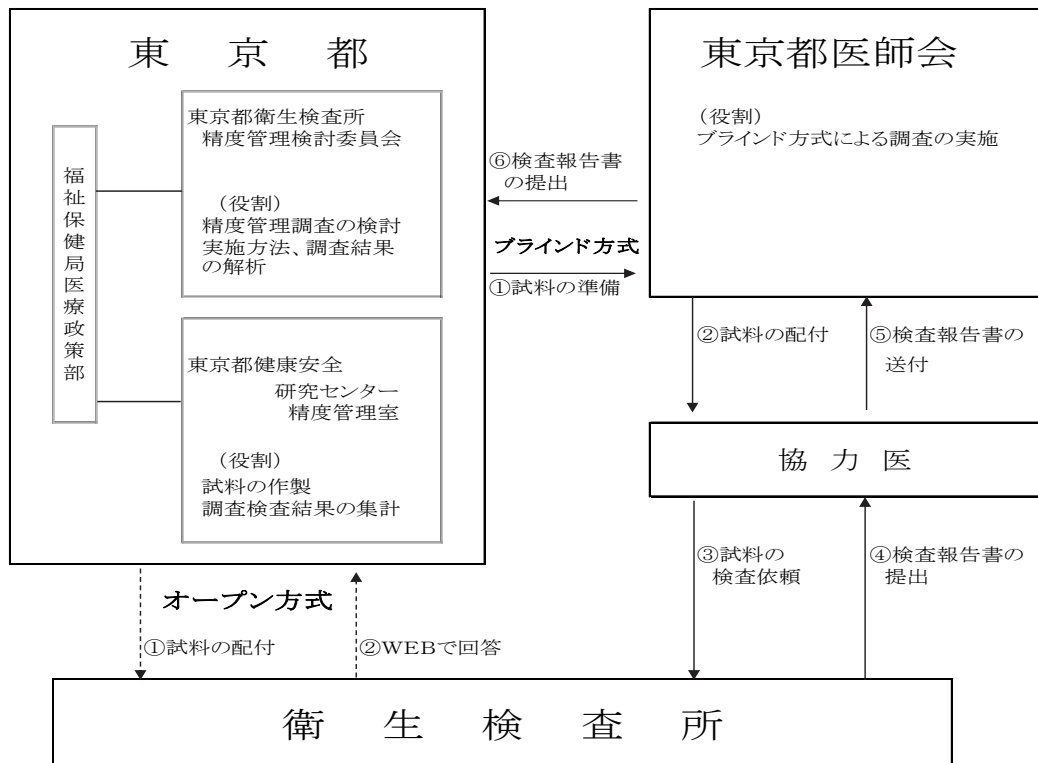 東京都
福祉保健局医療政策部
東京都衛生検査所
精度管理検討委員会
（役割）
精度管理調査の検討
実施方法、調査結果
の解析
東京都健康安全
研究センター
精度管理室
（役割）
試料の作製
調査検査結果の集計
⑥検査報告書
の提出
ブラインド方式
①試料の準備
東京都医師会
（役割）
ブラインド方式による調査の実施
②試料の配付
⑤検査報告書の
送付
協力医
③試料の
検査依頼
④検査報告書の
提出
オープン方式
①試料の配付
②WEBで回答
衛生検査所